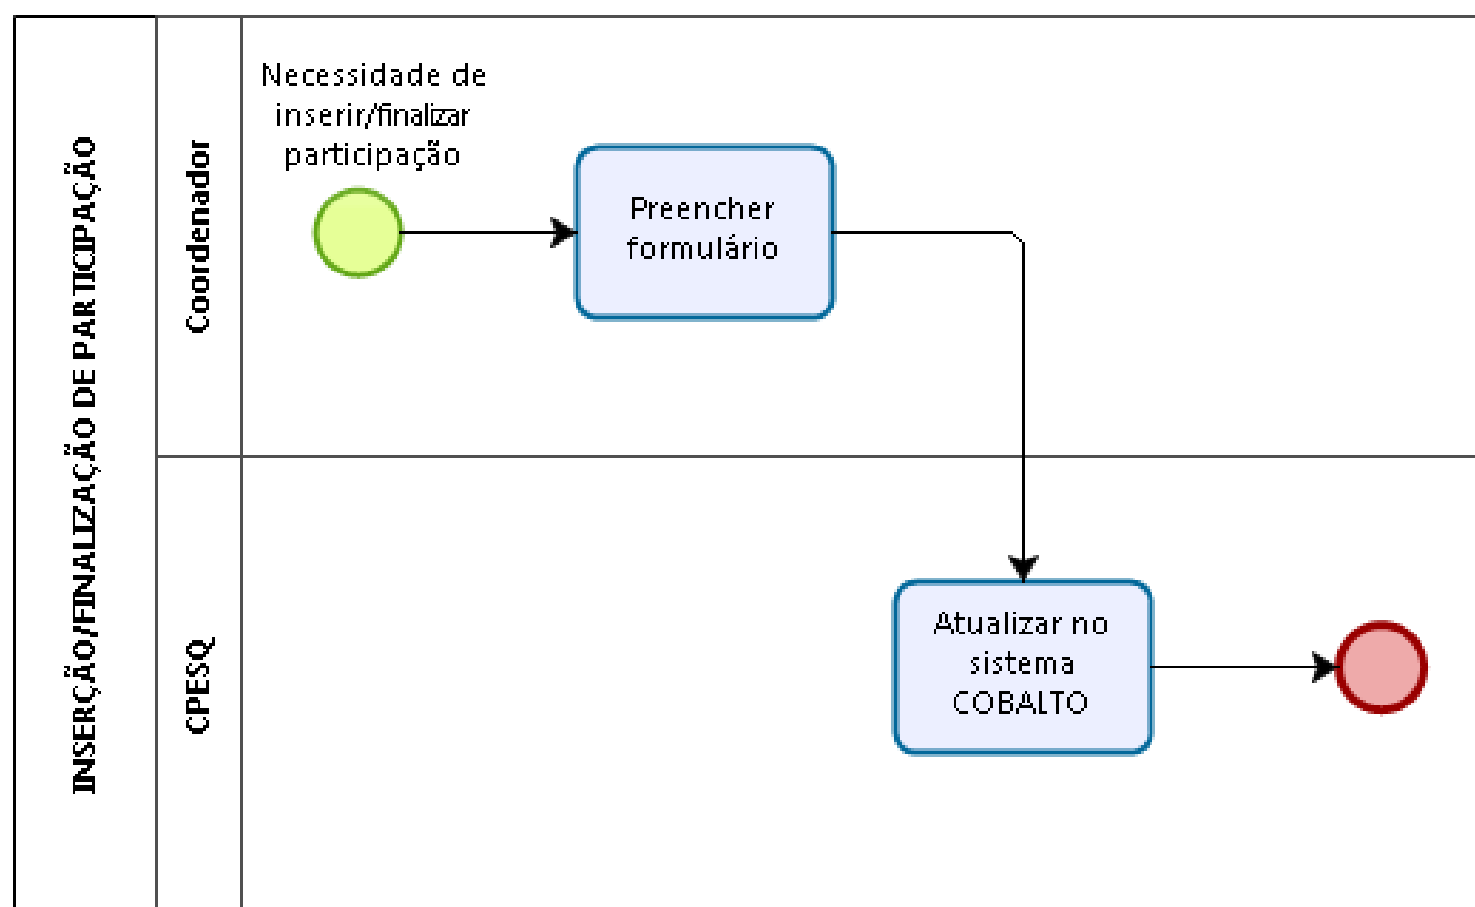 INSERÇÃO/FINALIZAÇÃO DE PARTICIPAÇÃO
Coordenador
Necessidade de
inserir/finalizar
participação
Preencher
formulário
CPESQ
Atualizar no
sistema
COBALTO